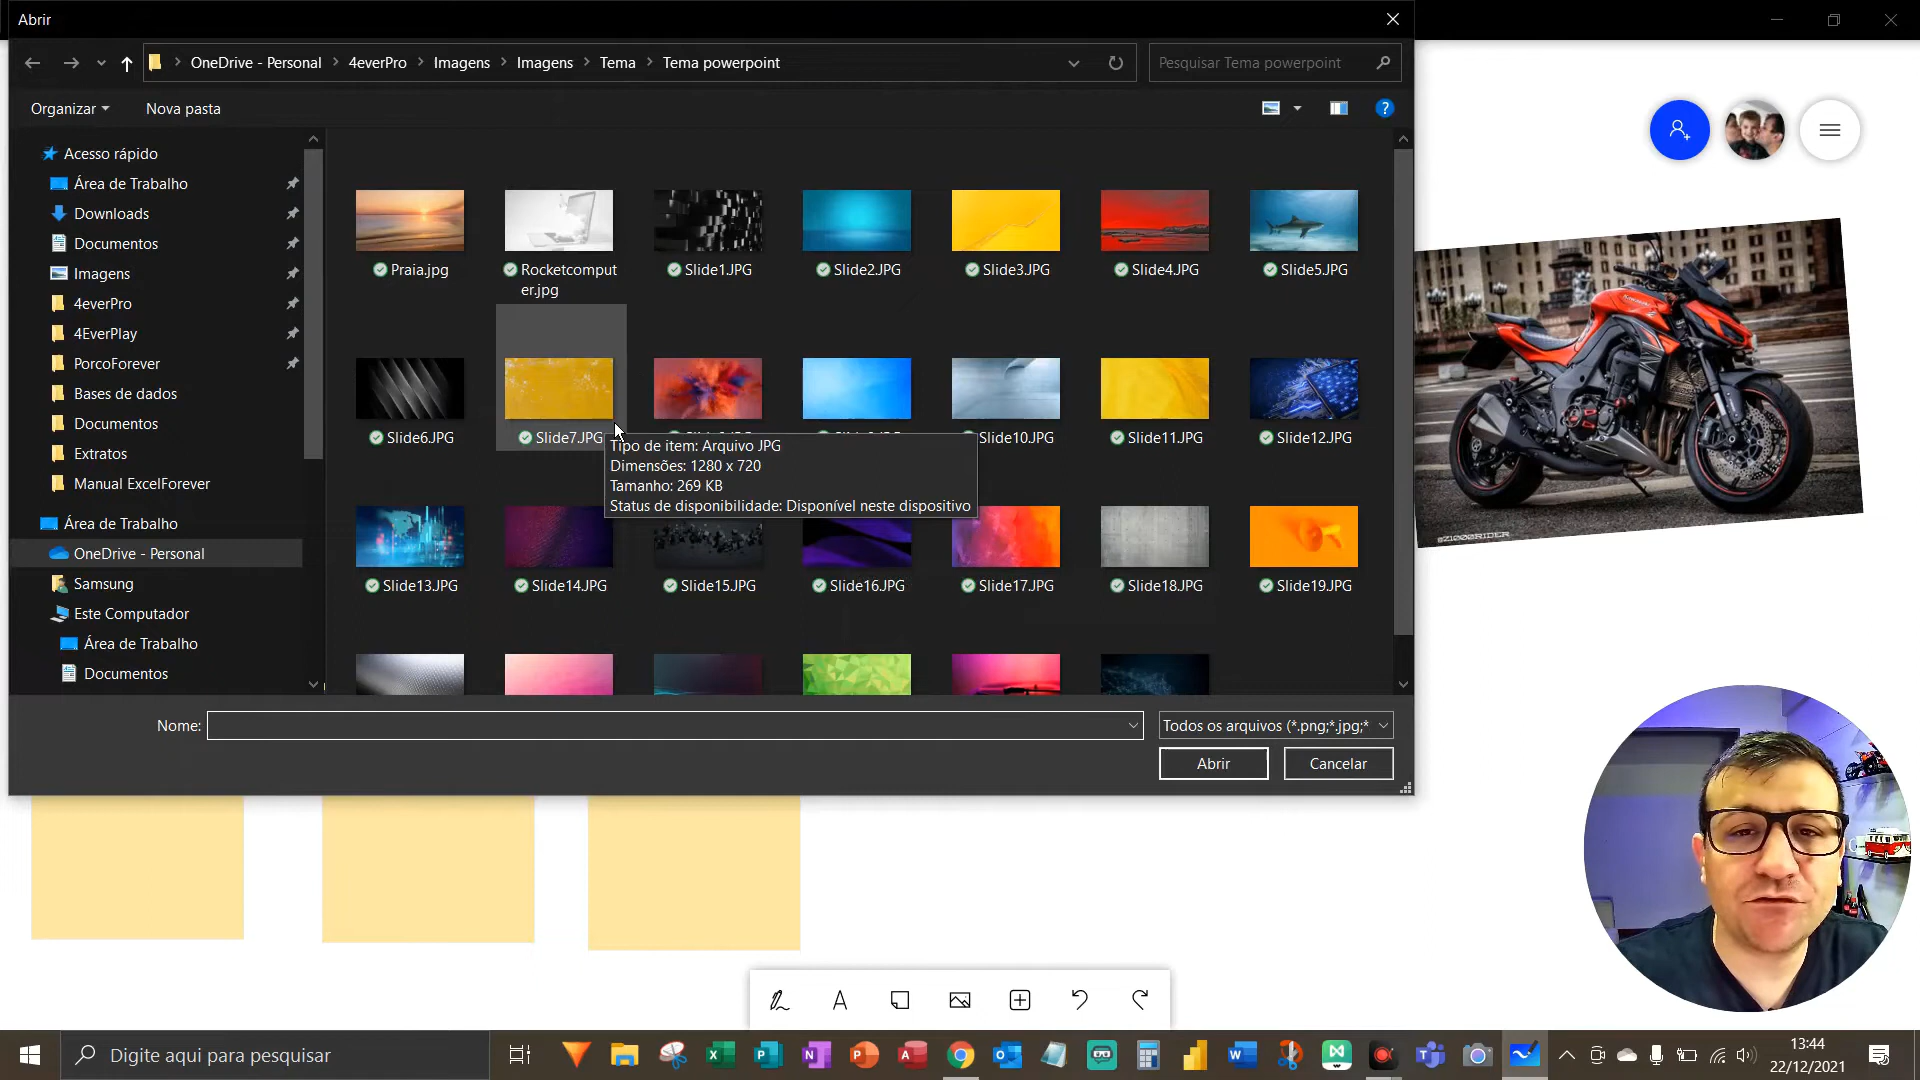 Abrir
OneDrive - Personal
4everPro
Imagens
Imagens
Tema
Tema powerpoint
Pesquisar Tema powerpoint
Organizar
Nova pasta
Acesso rápido
Área de Trabalho
Downloads
Documentos
Imagens
4everPro
4EverPlay
PorcoForever
Bases de dados
Documentos
Extratos
Manual ExcelForever
Área de Trabalho
OneDrive - Personal
Samsung
Este Computador
Área de Trabalho
Documentos
Praia.jpg
Rocketcomput
er.jpg
Slide1.JPG
Slide2.JPG
Slide3.JPG
Slide4.JPG
Slide5.JPG
Slide6.JPG
Slide7.JPG
Slide10.JPG
Slide11.JPG
Slide12.JPG
Tipo de item: Arquivo JPG
Dimensões: 1280 x 720
Tamanho: 269 KB
Status de disponibilidade: Disponível neste dispositivo
Slide13.JPG
Slide14.JPG
Slide15.JPG
Slide16.JPG
Slide17.JPG
Slide18.JPG
Slide19.JPG
Nome:
Todos os arquivos (*.png;*.jpg;*
Abrir
Cancelar
@Z1000RIDER
Digite aqui para pesquisar
13:44
22/12/2021